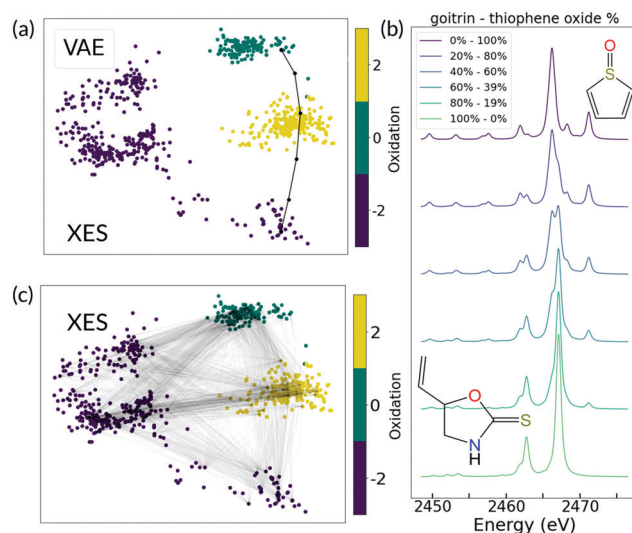 (a)
VAE
XES
2
0
-2
Oxidation
(b)
goitrin - thiophene oxide %
0% - 100%
20% - 80%
40% - 60%
60% - 39%
80% - 19%
100% - 0%
O
S
O
S
N
H
2450
2460
2470
Energy (eV)
(c)
XES
2
0
-2
Oxidation